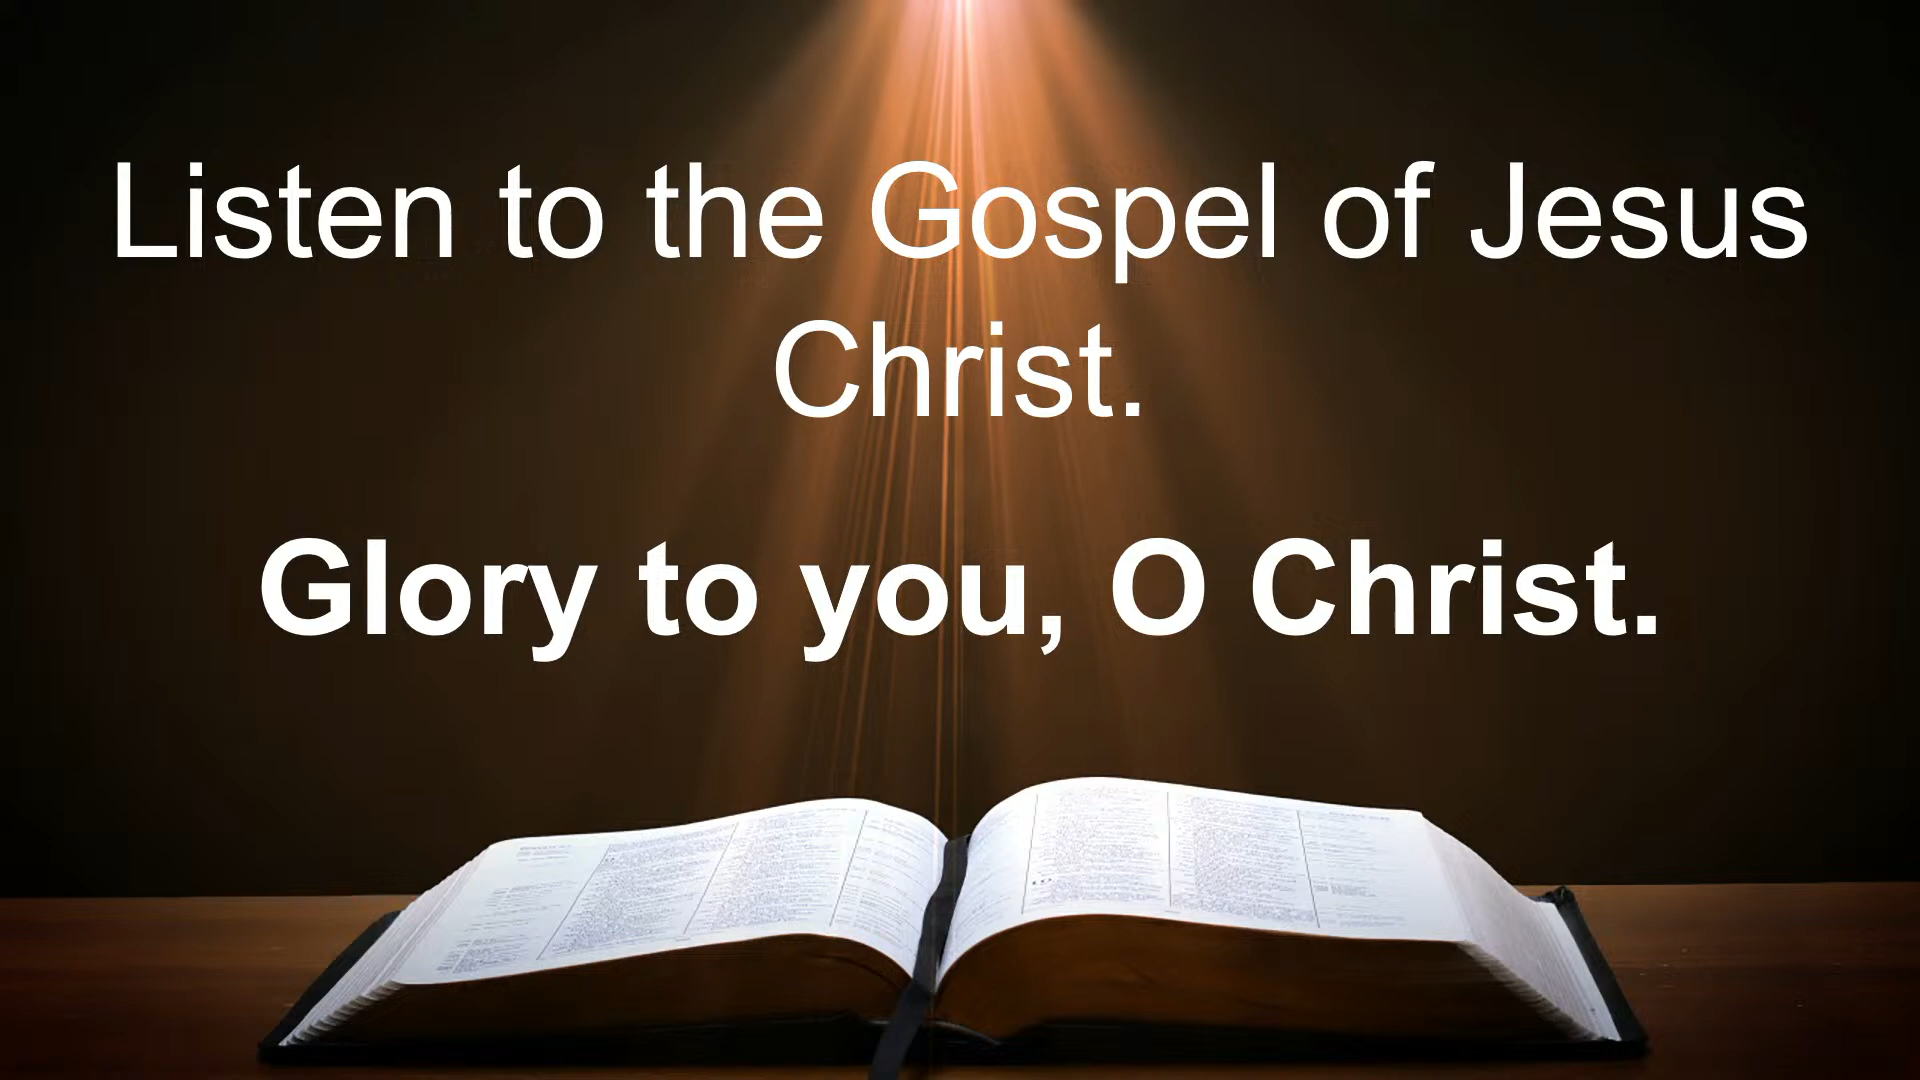 Listen to the Gospel of Jesus
Christ.
Glory to you, O Christ.